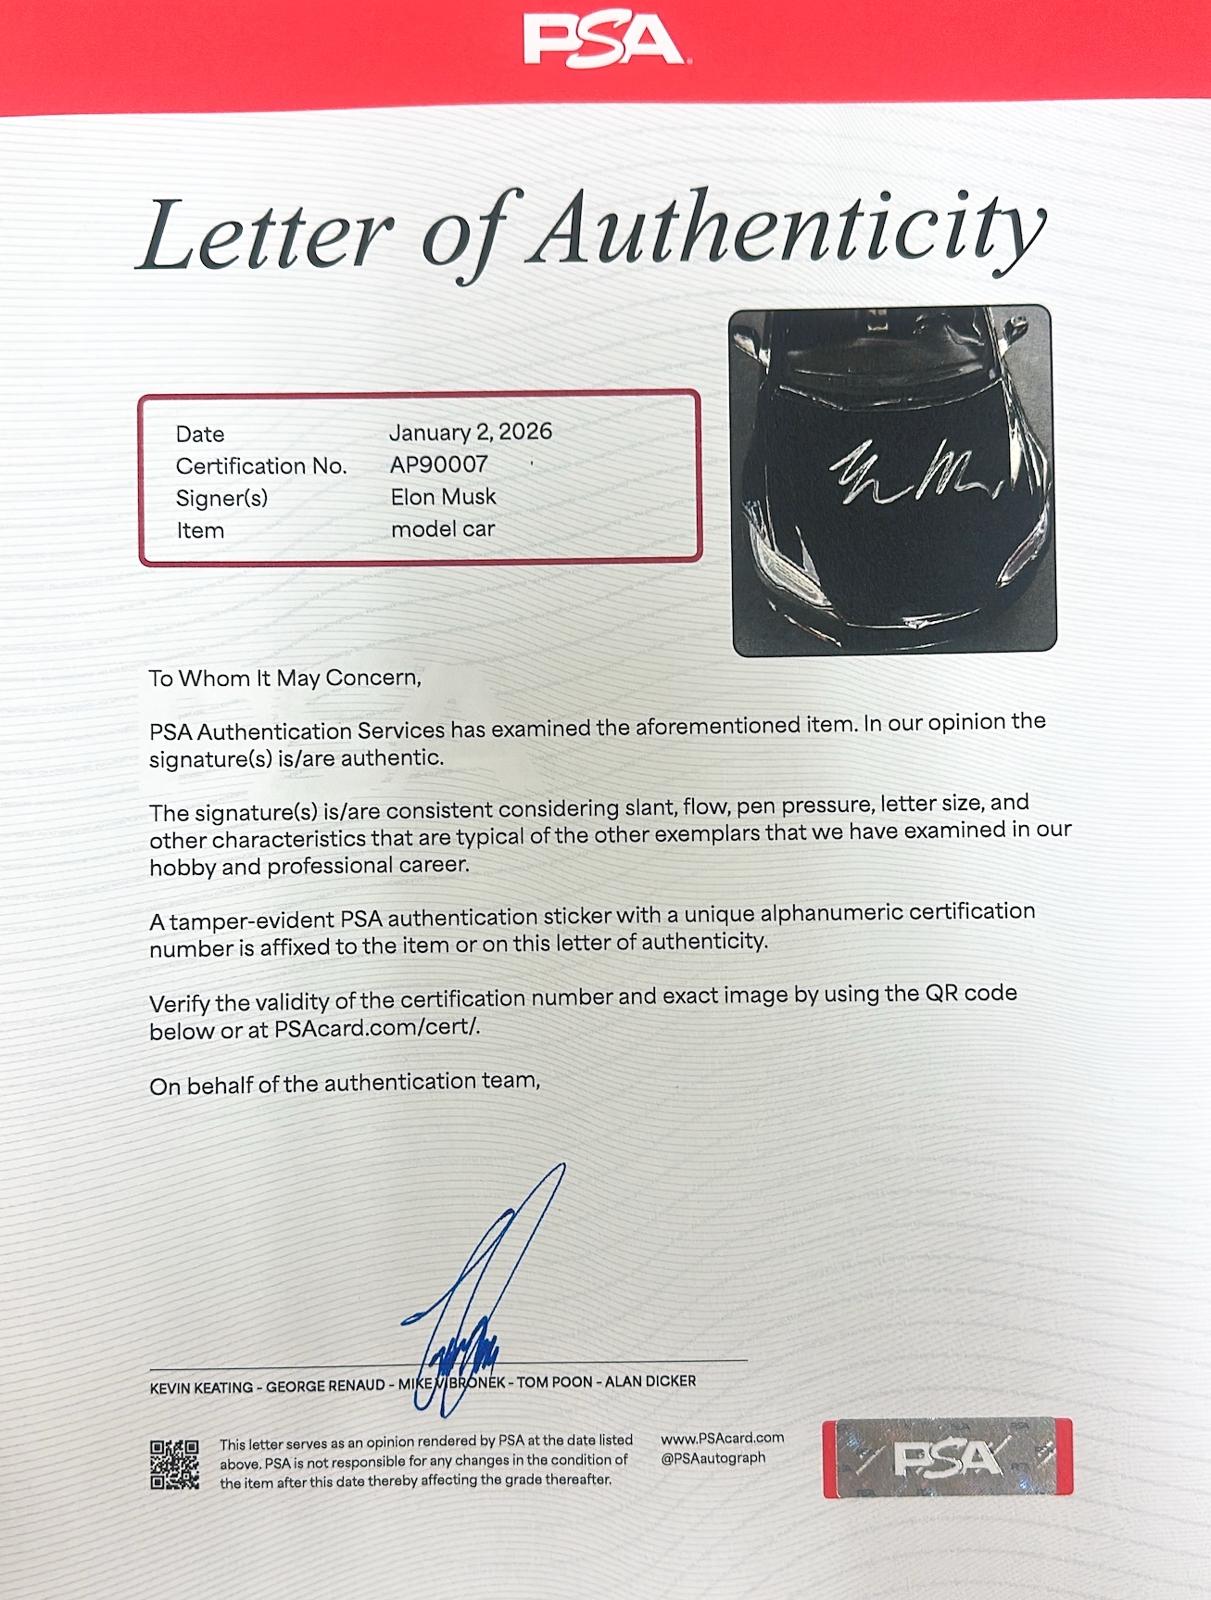 PSA
Letter of Authenticity
Date January 2, 2026
Certification No. AP90007
Signer(s) Elon Musk
Item model car
To Whom It May Concern,
PSA Authentication Services has examined the aforementioned item. In our opinion the
signature(s) is/are authentic.
The signature(s) is/are consistent considering slant, flow, pen pressure, letter size, and
other characteristics that are typical of the other exemplars that we have examined in our
hobby and professional career.
A tamper-evident PSA authentication sticker with a unique alphanumeric certification
number is affixed to the item or on this letter of authenticity.
Verify the validity of the certification number and exact image by using the QR code
below or at PSAcard.com/cert/.
On behalf of the authentication team,
KEVIN KEATING - GEORGE RENAUD - MIKE VIBRONEK - TOM POON - ALAN DICKER
This letter serves as an opinion rendered by PSA at the date listed
above. PSA is not responsible for any changes in the condition of
the item after this date thereby affecting the grade thereafter.
www.PSAcard.com
@PSAautograph
PSA